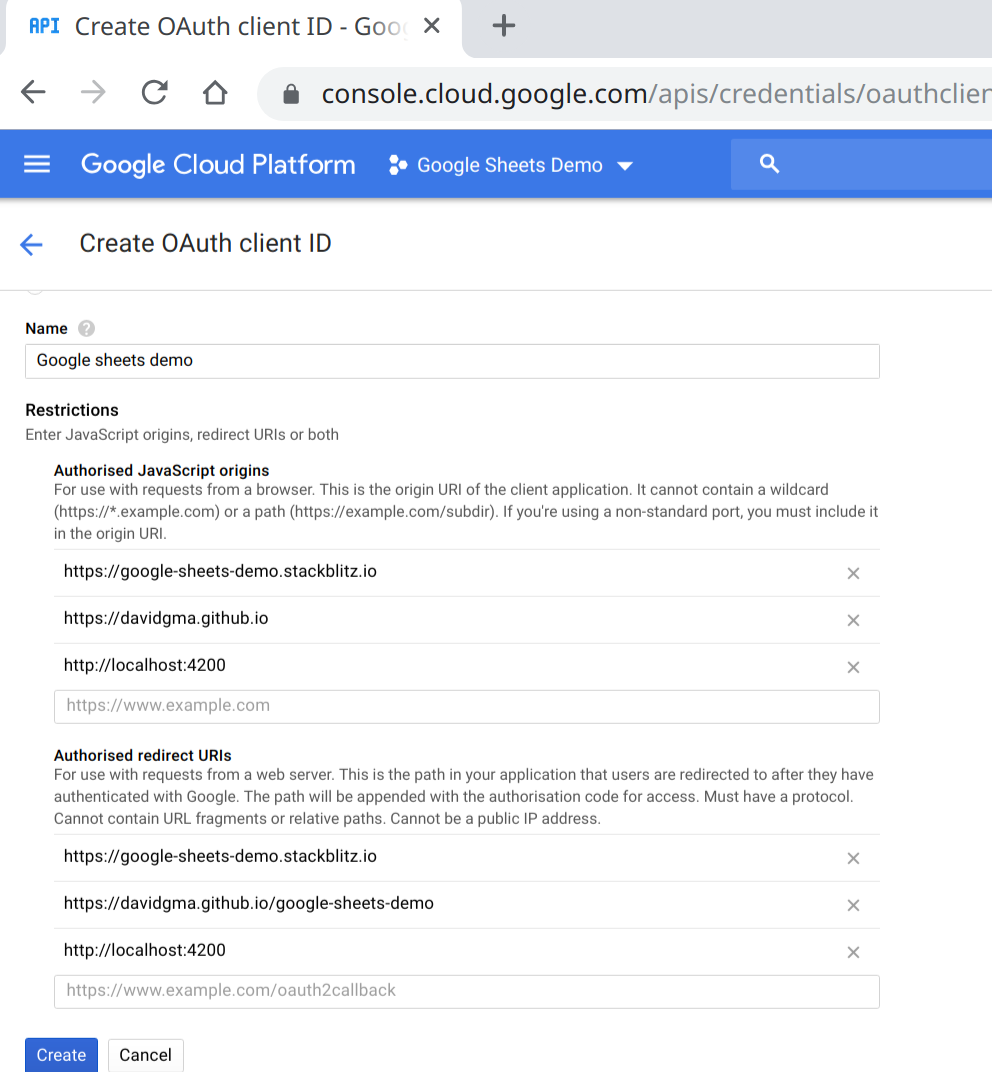 API Create OAuth client ID - Goo
console.cloud.google.com/apis/credentials/oauthclien
Google Cloud Platform Google Sheets Demo
Create OAuth client ID
Name ?
Google sheets demo
Restrictions
Enter JavaScript origins, redirect URIs or both
Authorised JavaScript origins
For use with requests from a browser. This is the origin URI of the client application. It cannot contain a wildcard
(https://*.example.com) or a path (https://example.com/subdir). If you're using a non-standard port, you must include it
in the origin URI.
https://google-sheets-demo.stackblitz.io
https://davidgma.github.io
http://localhost:4200
https://www.example.com
Authorised redirect URIs
For use with requests from a web server. This is the path in your application that users are redirected to after they have
authenticated with Google. The path will be appended with the authorisation code for access. Must have a protocol.
Cannot contain URL fragments or relative paths. Cannot be a public IP address.
https://google-sheets-demo.stackblitz.io
https://davidgma.github.io/google-sheets-demo
http://localhost:4200
https://www.example.com/oauth2callback
Create Cancel